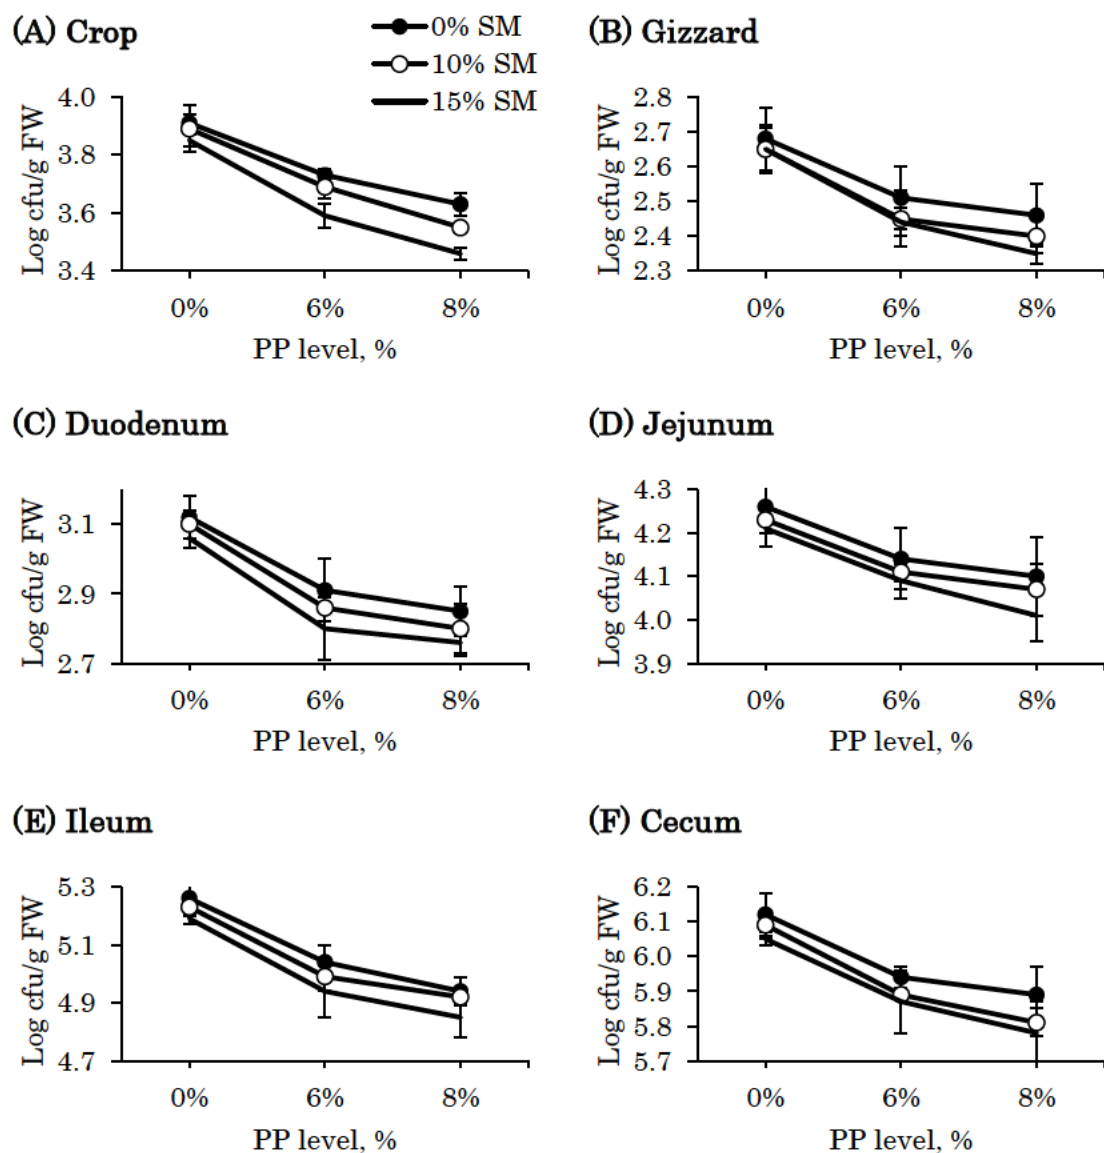 (A) Crop
0% SM
10% SM
15% SM
Log cfu/g FW
4.0
3.8
3.6
3.4
0% 6% 8%
PP level, %
(B) Gizzard
Log cfu/g FW
2.8
2.7
2.6
2.5
2.4
2.3
0% 6% 8%
PP level, %
(C) Duodenum
Log cfu/g FW
3.1
2.9
2.7
0% 6% 8%
PP level, %
(D) Jejunum
Log cfu/g FW
4.3
4.2
4.1
4.0
3.9
0% 6% 8%
PP level, %
(E) Ileum
Log cfu/g FW
5.3
5.1
4.9
4.7
0% 6% 8%
PP level, %
(F) Cecum
Log cfu/g FW
6.2
6.1
6.0
5.9
5.8
5.7
0% 6% 8%
PP level, %